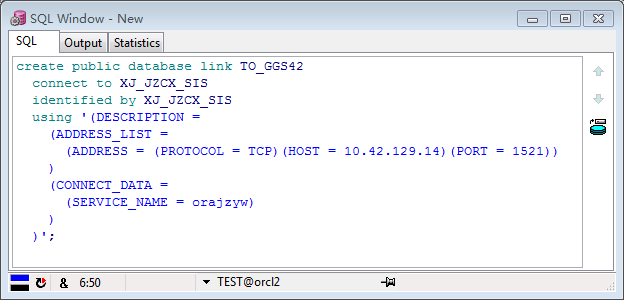 SQL Window - New
SQL Output Statistics
create public database link TO_GGS42
  connect to XJ_JZCX_SIS
  identified by XJ_JZCX_SIS
  using '(DESCRIPTION =
    (ADDRESS_LIST =
      (ADDRESS = (PROTOCOL = TCP)(HOST = 10.42.129.14)(PORT = 1521))
    )
    (CONNECT_DATA =
      (SERVICE_NAME = orajzyw)
    )
  )';
& 6:50 TEST@orcl2